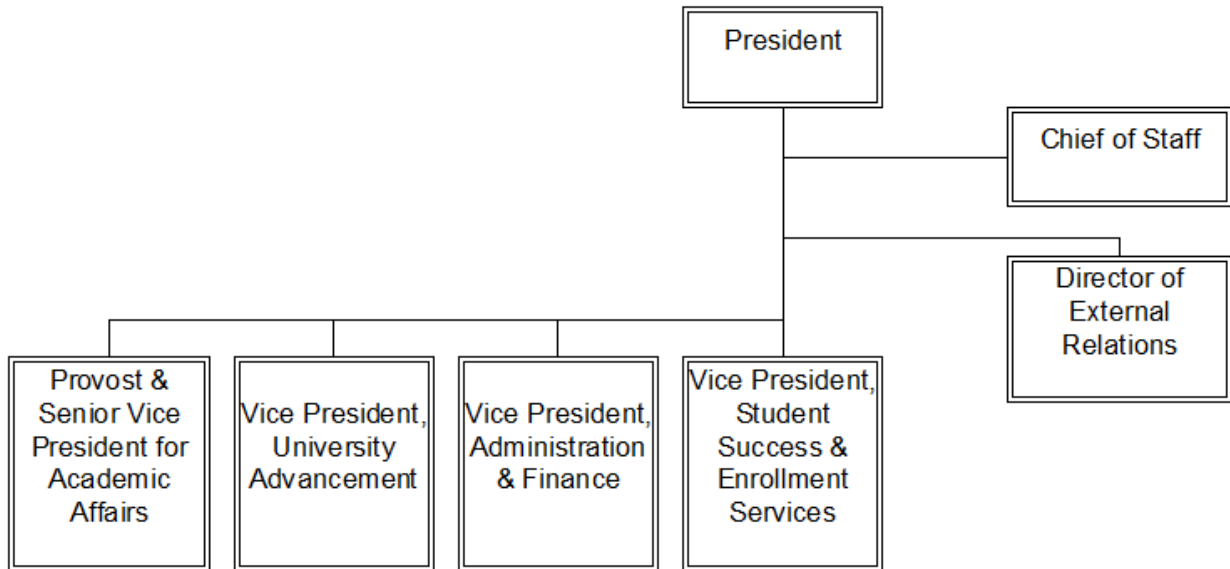 President
Chief of Staff
Director of
External
Relations
Provost &
Senior Vice
President for
Academic
Affairs
Vice President,
University
Advancement
Vice President,
Administration
& Finance
Vice President,
Student
Success &
Enrollment
Services